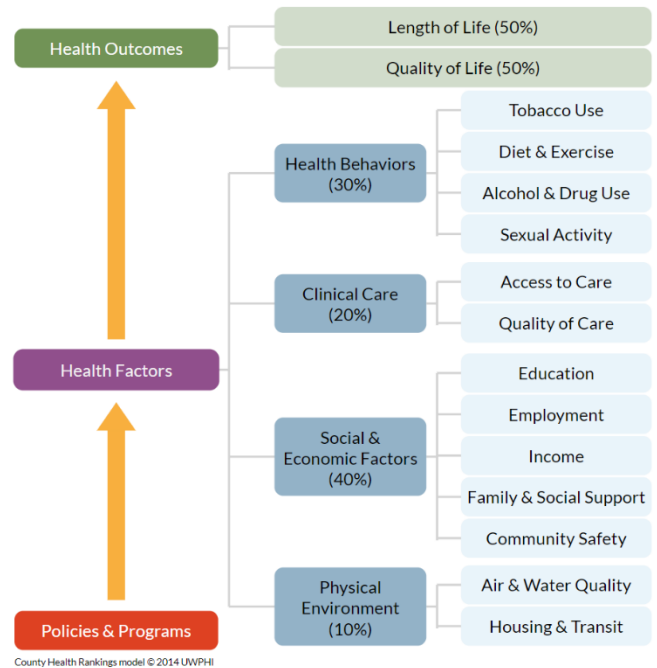 Health Outcomes
Length of Life (50%)
Quality of Life (50%)
Health Factors
Health Behaviors
(30%)
Tobacco Use
Diet & Exercise
Alcohol & Drug Use
Sexual Activity
Clinical Care
(20%)
Access to Care
Quality of Care
Social &
Economic Factors
(40%)
Education
Employment
Income
Family & Social Support
Community Safety
Physical
Environment
(10%)
Air & Water Quality
Housing & Transit
Policies & Programs
County Health Rankings model © 2014 UWPHI